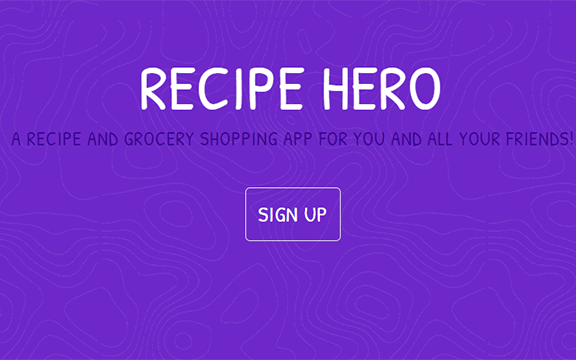 RECIPE HERO
A RECIPE AND GROCERY SHOPPING APP FOR YOU AND ALL YOUR FRIENDS!
SIGN UP